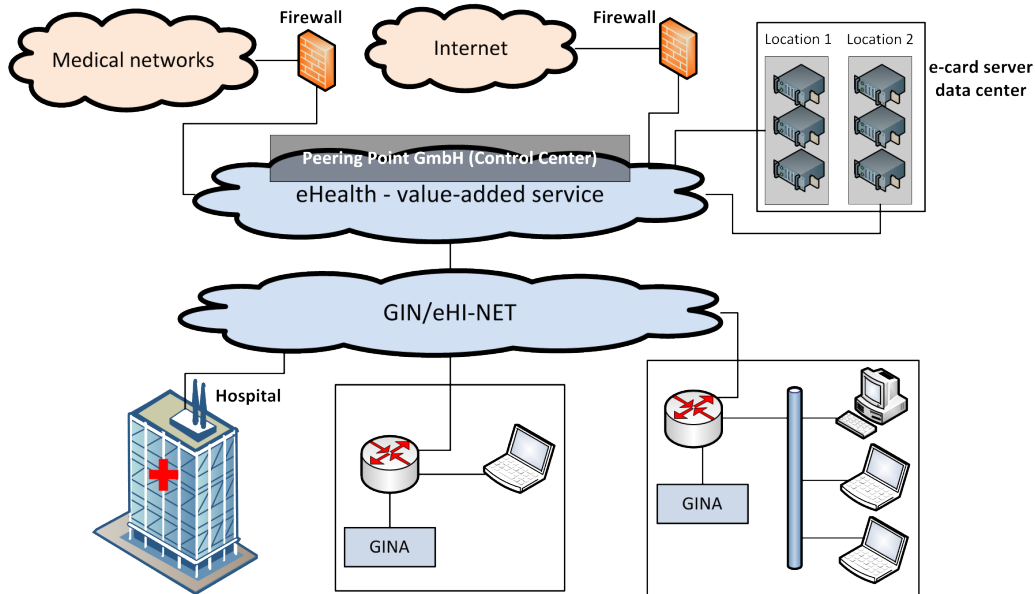 Firewall
Firewall
Medical networks
Internet
Location 1
Location 2
e-card server
data center
Peering Point GmbH (Control Center)
eHealth - value-added service
GIN/eHI-NET
Hospital
GINA
GINA